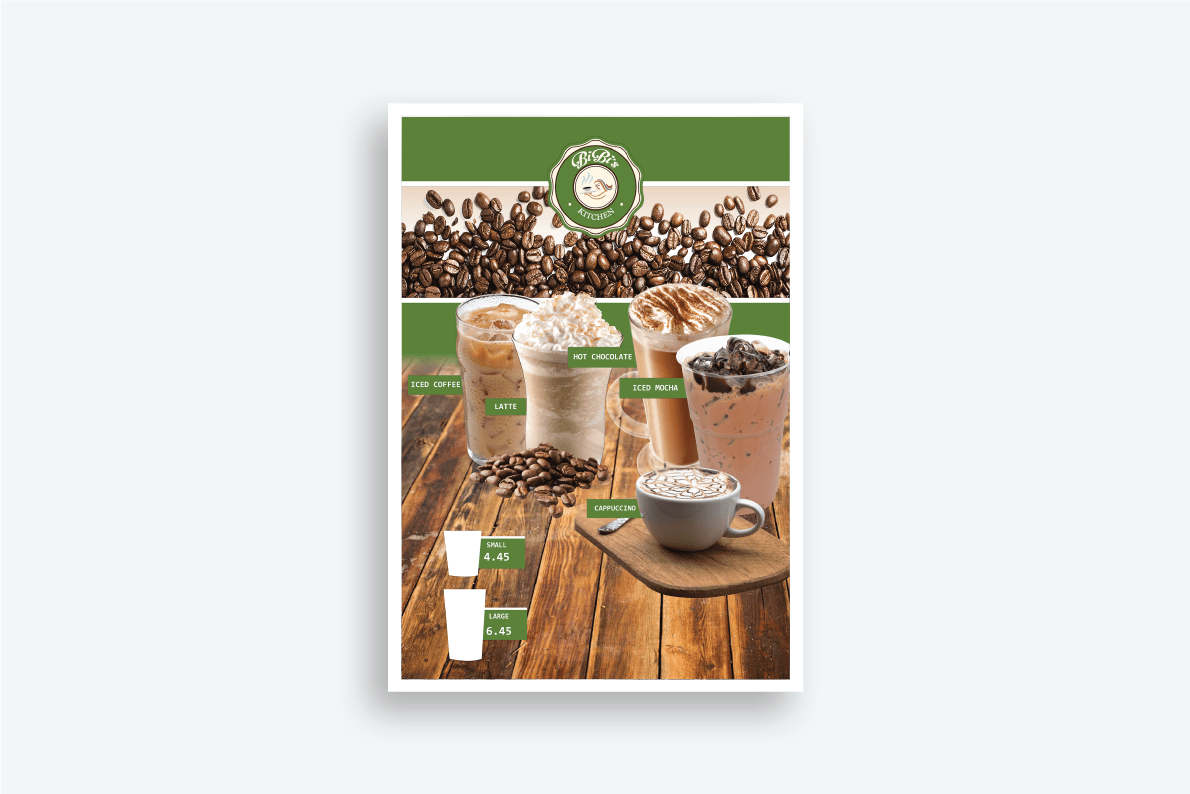 BiBi's
KITCHEN
HOT CHOCOLATE
ICED COFFEE
ICED MOCHA
LATTE
CAPPUCCINO
SMALL
4.45
LARGE
6.45